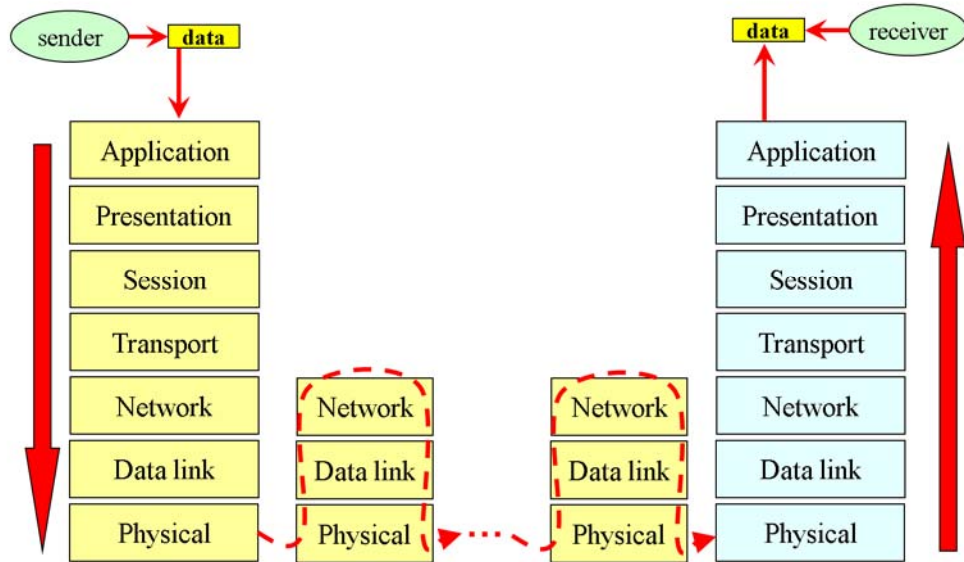 sender
data
data
receiver
Application
Presentation
Session
Transport
Network
Data link
Physical
Network
Data link
Physical
Network
Data link
Physical
Application
Presentation
Session
Transport
Network
Data link
Physical